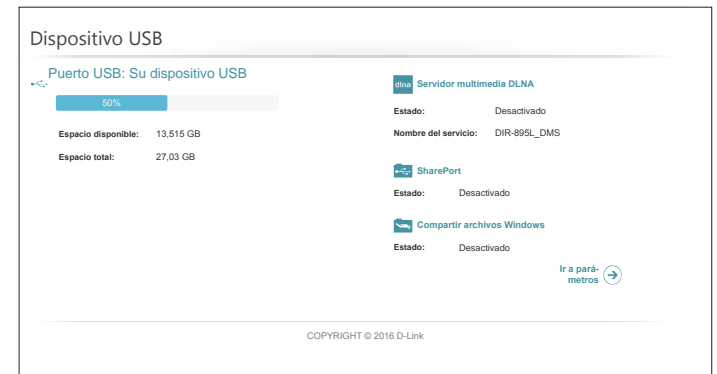 Dispositivo USB
Puerto USB: Su dispositivo USB
50%
Espacio disponible: 13,515 GB
Espacio total: 27,03 GB
dlna Servidor multimedia DLNA
Estado: Desactivado
Nombre del servicio: DIR-895L_DMS
SharePort
Estado: Desactivado
Compartir archivos Windows
Estado: Desactivado
Ir a pará-
metros
COPYRIGHT © 2016 D-Link